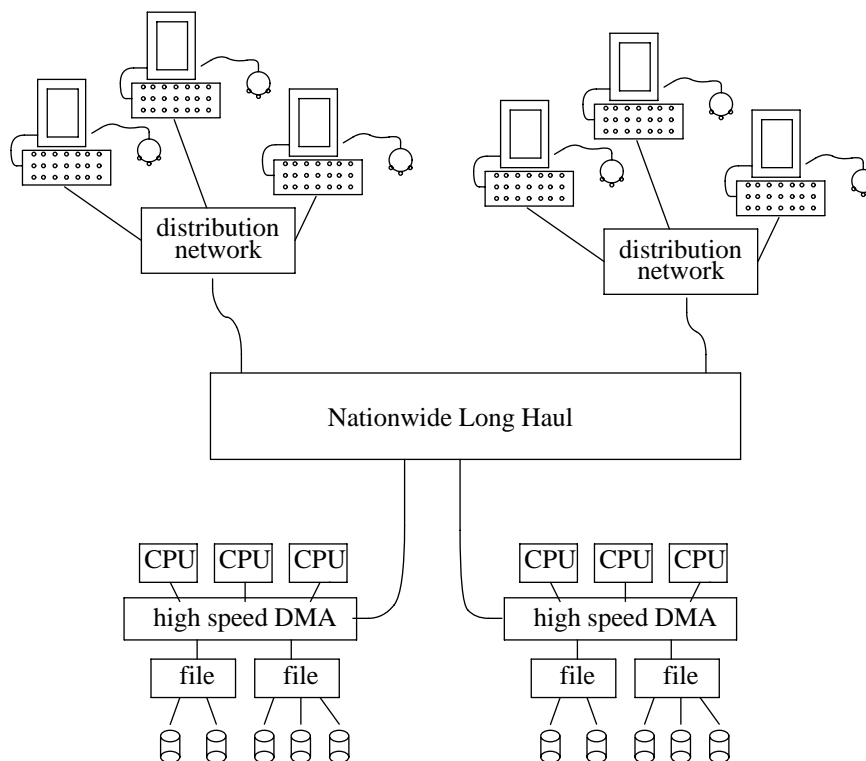 distribution
network
distribution
network
Nationwide Long Haul
CPU
CPU
CPU
CPU
CPU
CPU
high speed DMA
high speed DMA
file
file
file
file